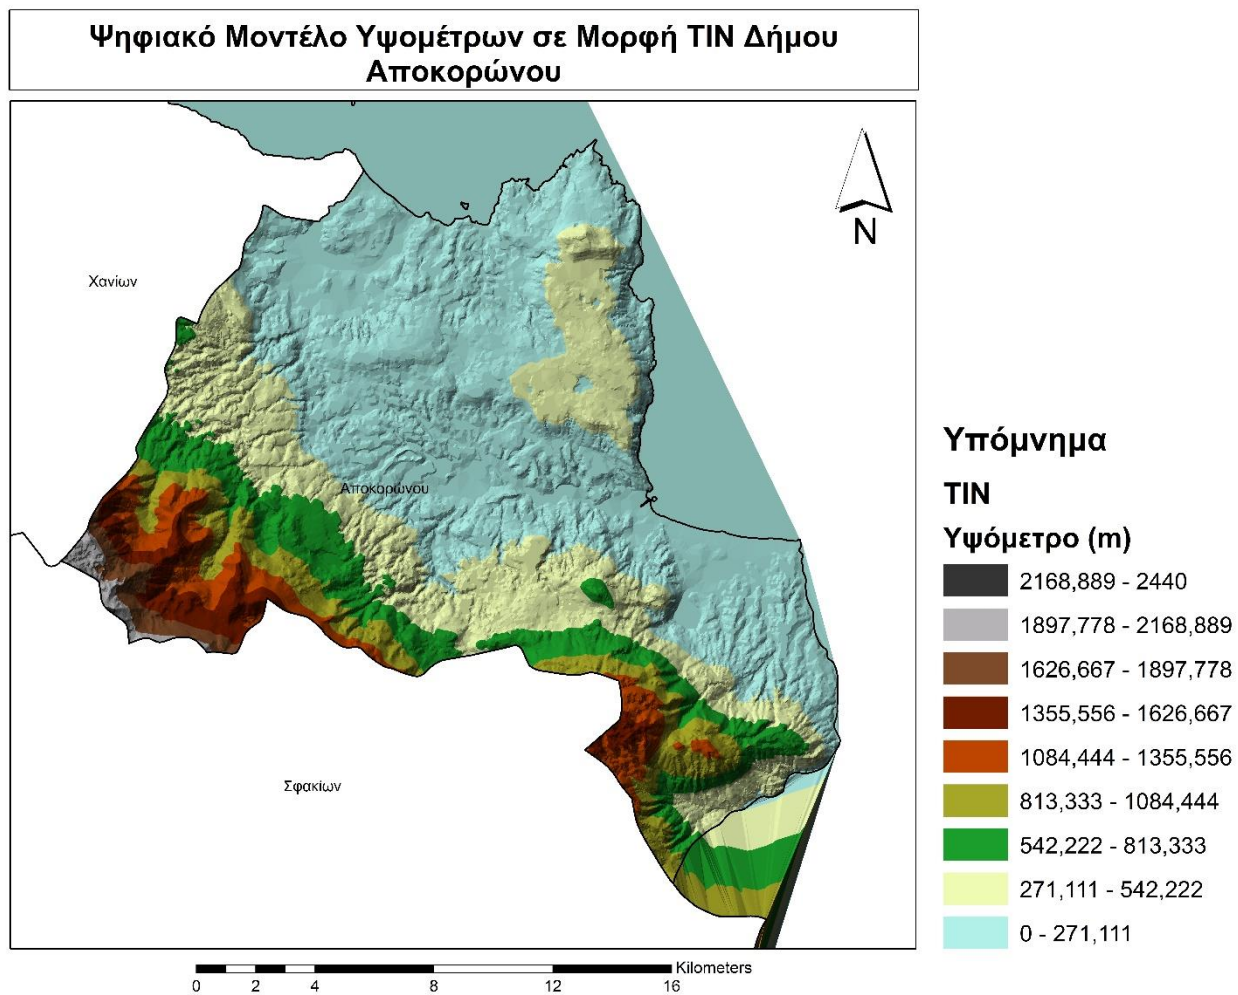 Ψηφιακό Μοντέλο Υψομέτρων σε Μορφή TIN Δήμου
Αποκορώνου
N
Χανίων
Αποκορώνου
Σφακίων
Υπόμνημα
TIN
Υψόμετρο (m)
2168,889 - 2440
1897,778 - 2168,889
1626,667 - 1897,778
1355,556 - 1626,667
1084,444 - 1355,556
813,333 - 1084,444
542,222 - 813,333
271,111 - 542,222
0 - 271,111
Kilometers
0 2 4 8 12 16